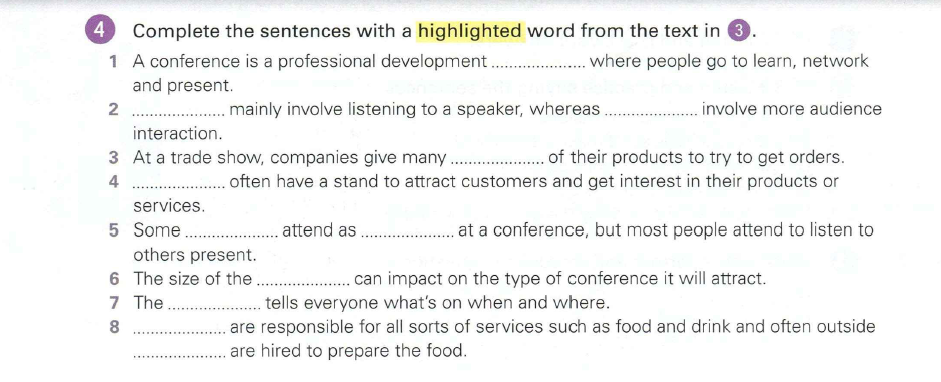 4 Complete the sentences with a highlighted word from the text in 3.
1 A conference is a professional development .................... where people go to learn, network
and present.
2 .................... mainly involve listening to a speaker, whereas .................... involve more audience
interaction.
3 At a trade show, companies give many .................... of their products to try to get orders.
4 .................... often have a stand to attract customers and get interest in their products or
services.
5 Some .................... attend as .................... at a conference, but most people attend to listen to
others present.
6 The size of the .................... can impact on the type of conference it will attract.
7 The .................... tells everyone what's on when and where.
8 .................... are responsible for all sorts of services such as food and drink and often outside
.................... are hired to prepare the food.